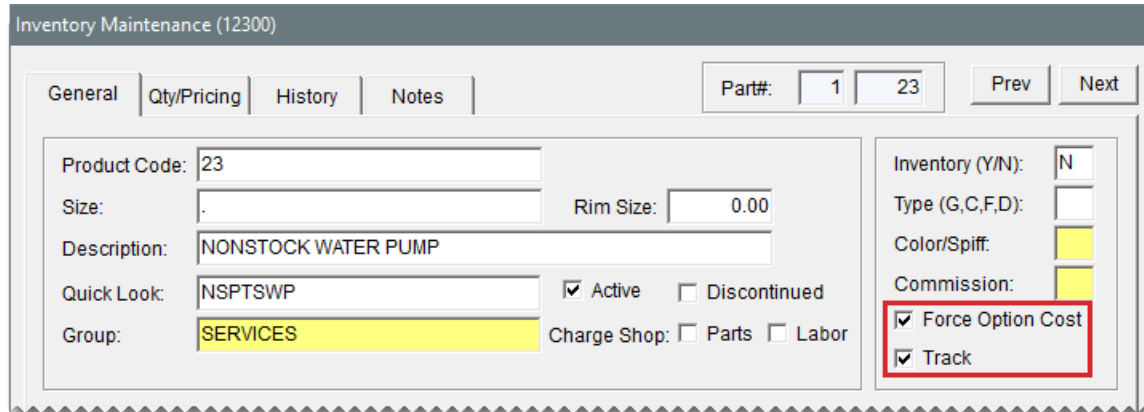 Inventory Maintenance (12300)
General Qty/Pricing History Notes Part#: 1 23 Prev Next
Product Code: 23 Inventory (Y/N): N
Size: . Rim Size: 0.00 Type (G,C,F,D):
Description: NONSTOCK WATER PUMP Color/Spiff:
Quick Look: NSPTSWP Active Discontinued Commission:
Group: SERVICES Charge Shop: Parts Labor Force Option Cost
Track